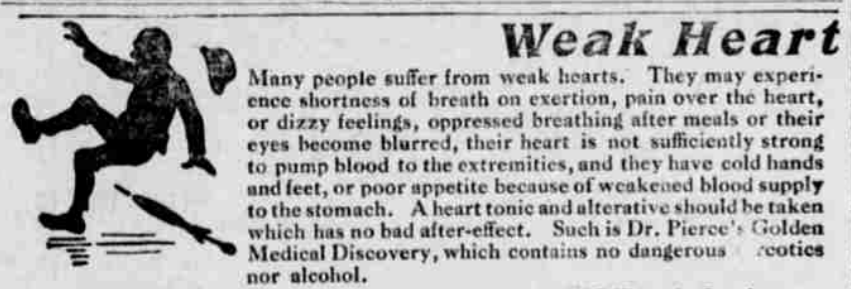 Weak Heart
Many people suffer from weak hearts. They may experi-
ence shortness of breath on exertion, pain over the heart,
or dizzy feelings, oppressed breathing after meals or their
eyes become blurred, their heart is not sufficiently strong
to pump blood to the extremities, and they have cold hands
and feet, or poor appetite because of weakened blood supply
to the stomach. A heart tonic and alterative should be taken
which has no bad after-effect. Such is Dr. Pierce's Golden
Medical Discovery, which contains no dangerous
nor alcohol.